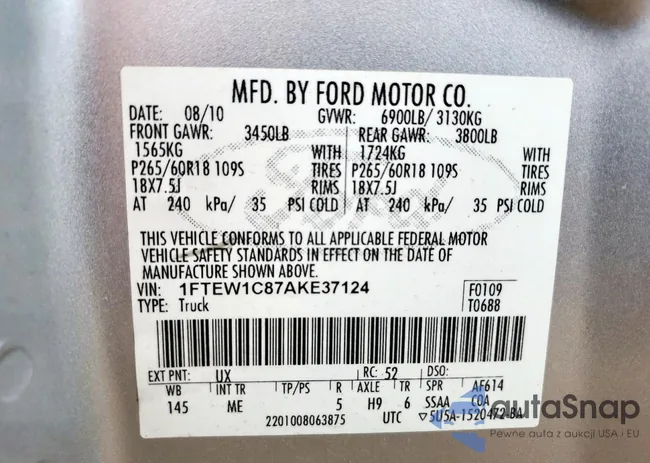 MFD. BY FORD MOTOR CO.
DATE: 08/10 GVWR: 6900LB/ 3130KG
FRONT GAWR: 3450LB REAR GAWR: 3800LB
1565KG WITH 1724KG WITH
P265/60R18 109S TIRES P265/60R18 109S TIRES
18X7.5J RIMS 18X7.5J RIMS
AT 240 kPa/ 35 PSI COLD AT 240 kPa/ 35 PSI COLD
THIS VEHICLE CONFORMS TO ALL APPLICABLE FEDERAL MOTOR
VEHICLE SAFETY STANDARDS IN EFFECT ON THE DATE OF
MANUFACTURE SHOWN ABOVE.
VIN: 1FTEW1C87AKE37124 F0109
TYPE: Truck T0688
EXT PNT: UX RC: 52 DSO:
WB INT TR TP/PS R AXLE TR SPR AF614
145 ME 5 H9 6 SSAA COA
2201008063875 UTC ▽5U5A-1520472-BA
autoSnap
Pewne auta z aukcji USA i EU